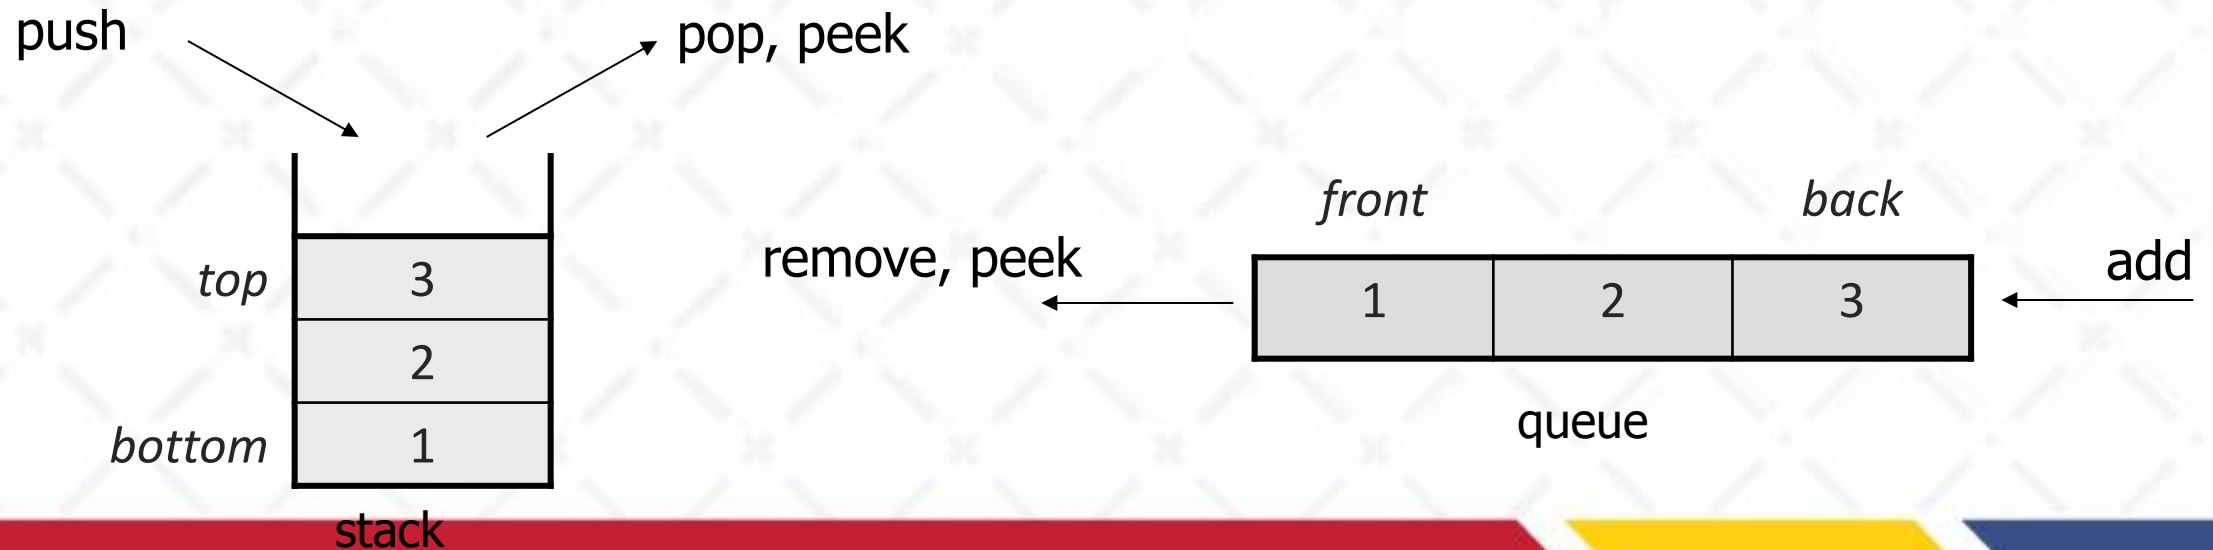 push
pop, peek
top
3
2
bottom
1
stack
remove, peek
front
back
add
1
2
3
queue